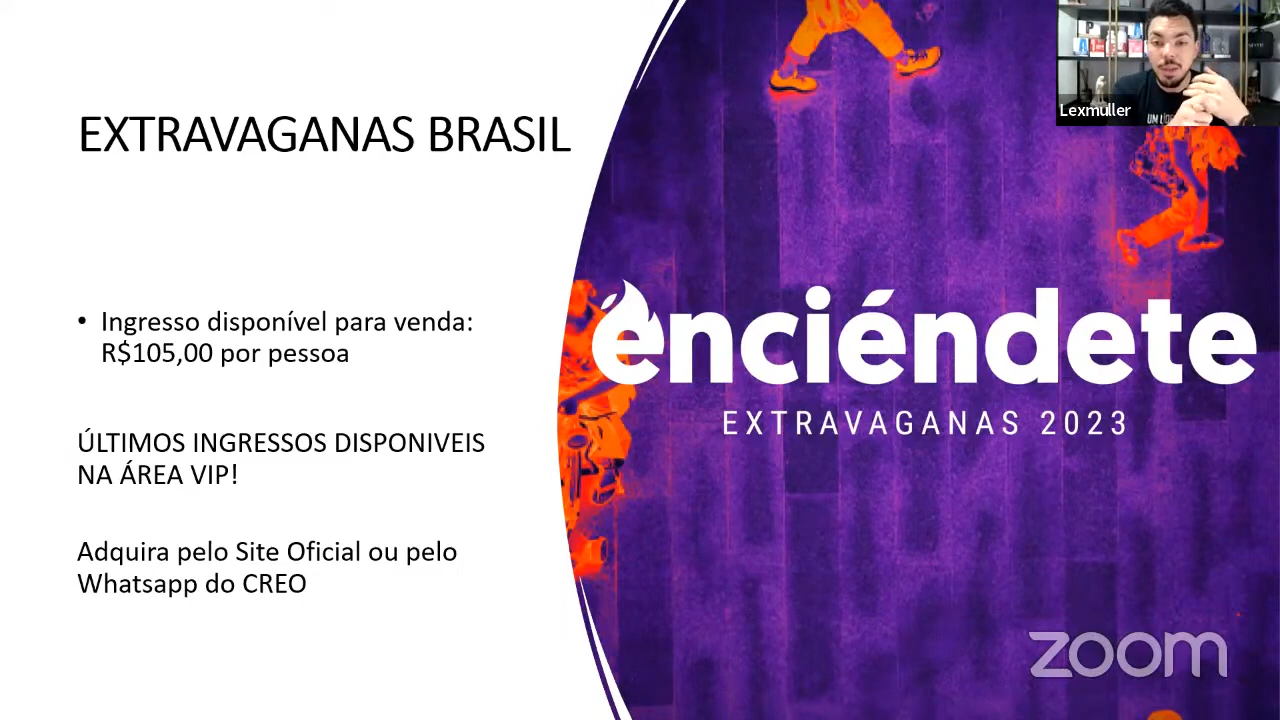 EXTRAVAGANAS BRASIL
• Ingresso disponível para venda:
R$105,00 por pessoa
ÚLTIMOS INGRESSOS DISPONIVEIS
NA ÁREA VIP!
Adquira pelo Site Oficial ou pelo
Whatsapp do CREO
enciéndete
EXTRAVAGANAS 2023
Lexmuller
zoom